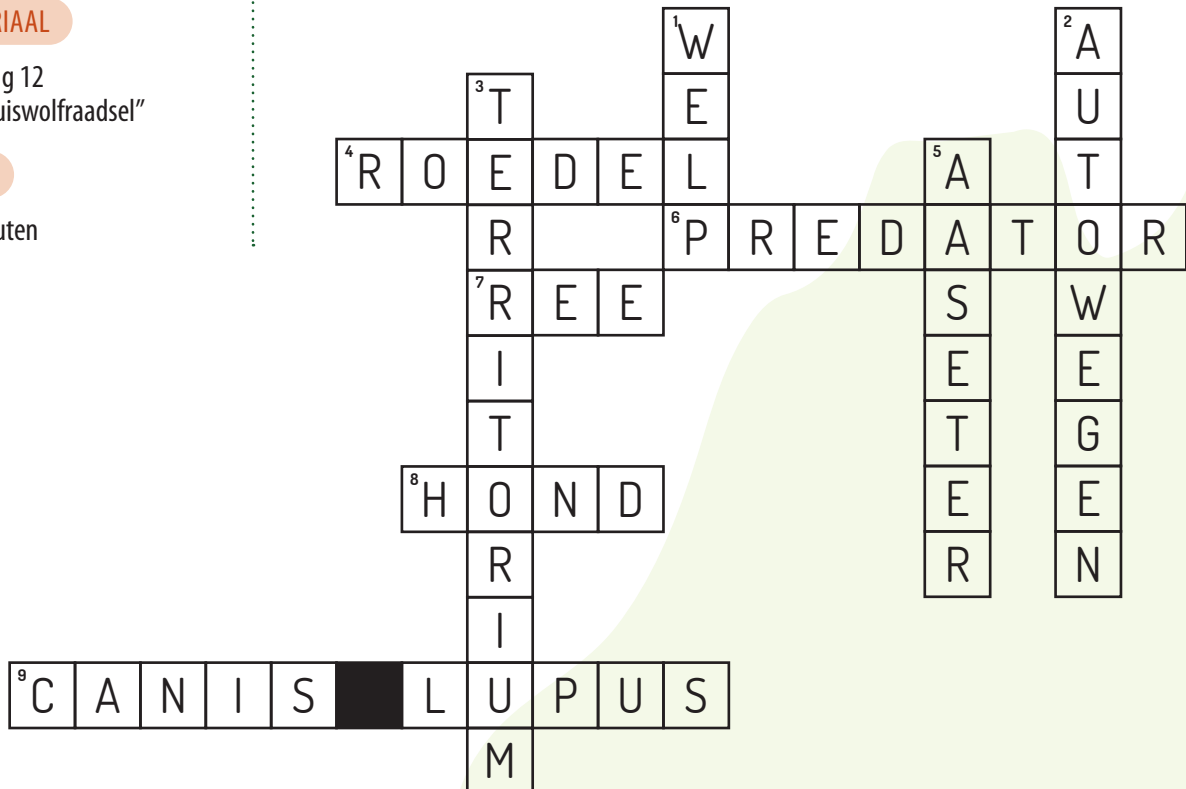 RIAAL
g 12
uiswolfraadsel”
uten
1 WELP
2 AUTOWEGEN
3 TERRITORIUM
4 ROEDEL
5 AASETER
6 PREDATOR
7 REE
8 HOND
9 CANIS LUPUS